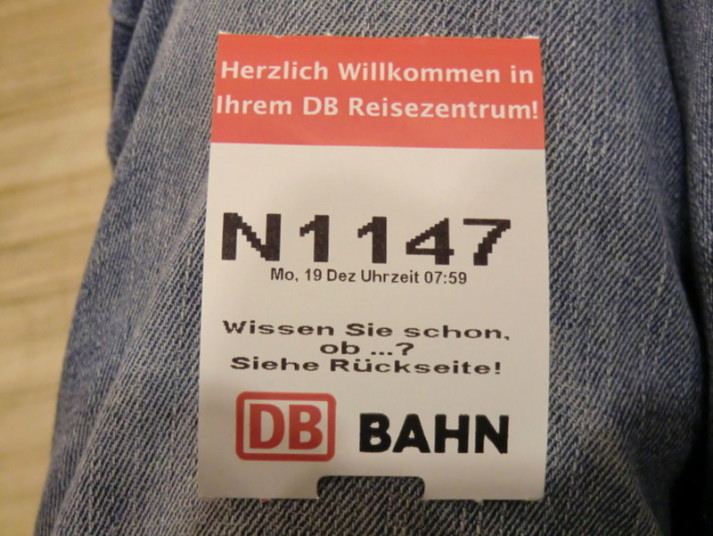 Herzlich Willkommen in
Ihrem DB Reisezentrum!
N1147
Mo, 19 Dez Uhrzeit 07:59
Wissen Sie schon,
ob ...?
Siehe Rückseite!
DB BAHN